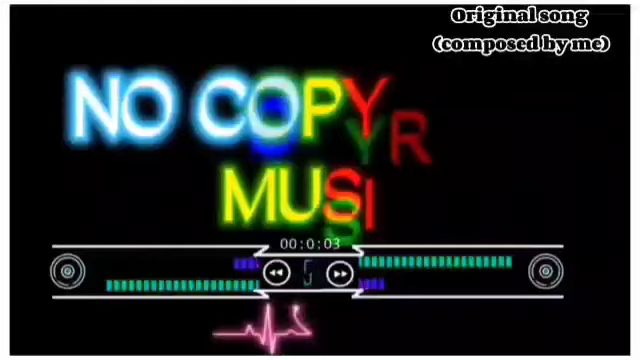 Original song
(composed by me)
NO COPYR
MUSI
00:0:03